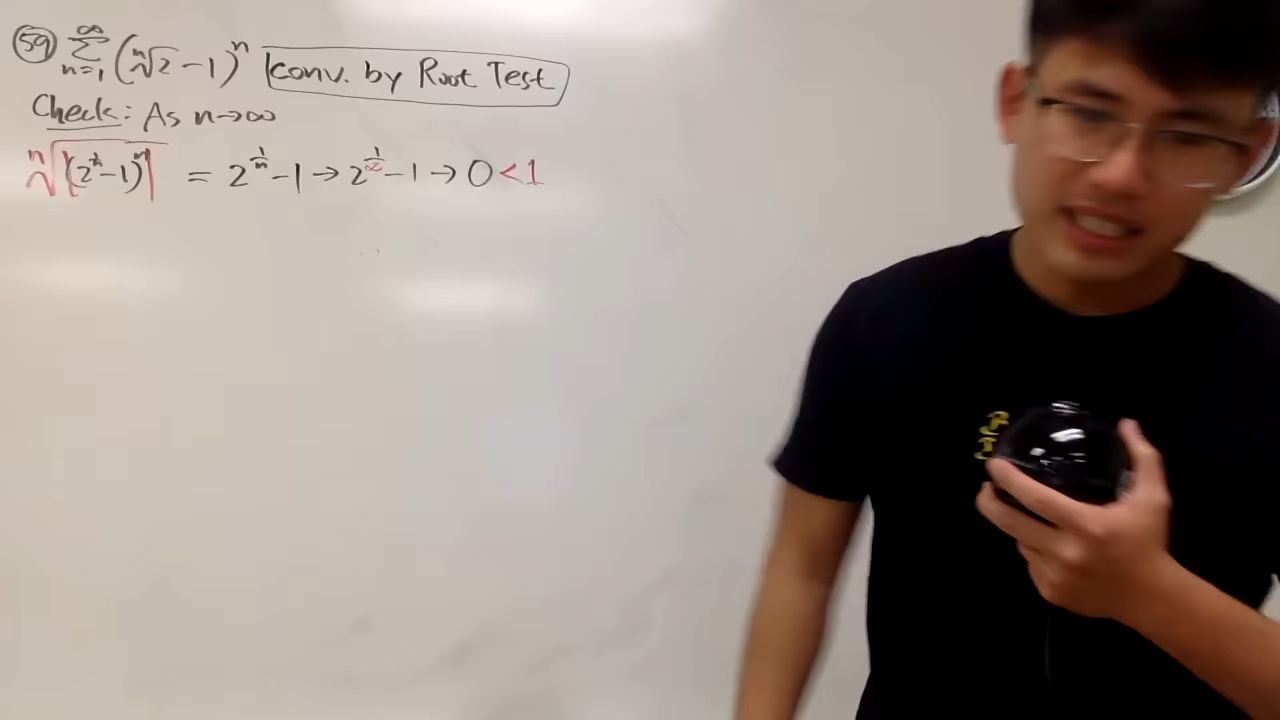 59 ∞∑n=1 (ⁿ√2 - 1)ⁿ conv. by Root Test
Check: As n→∞
ⁿ√|(2^(1/n) - 1)ⁿ| = 2^(1/n) - 1 → 2^(1/∞) - 1 → 0 < 1